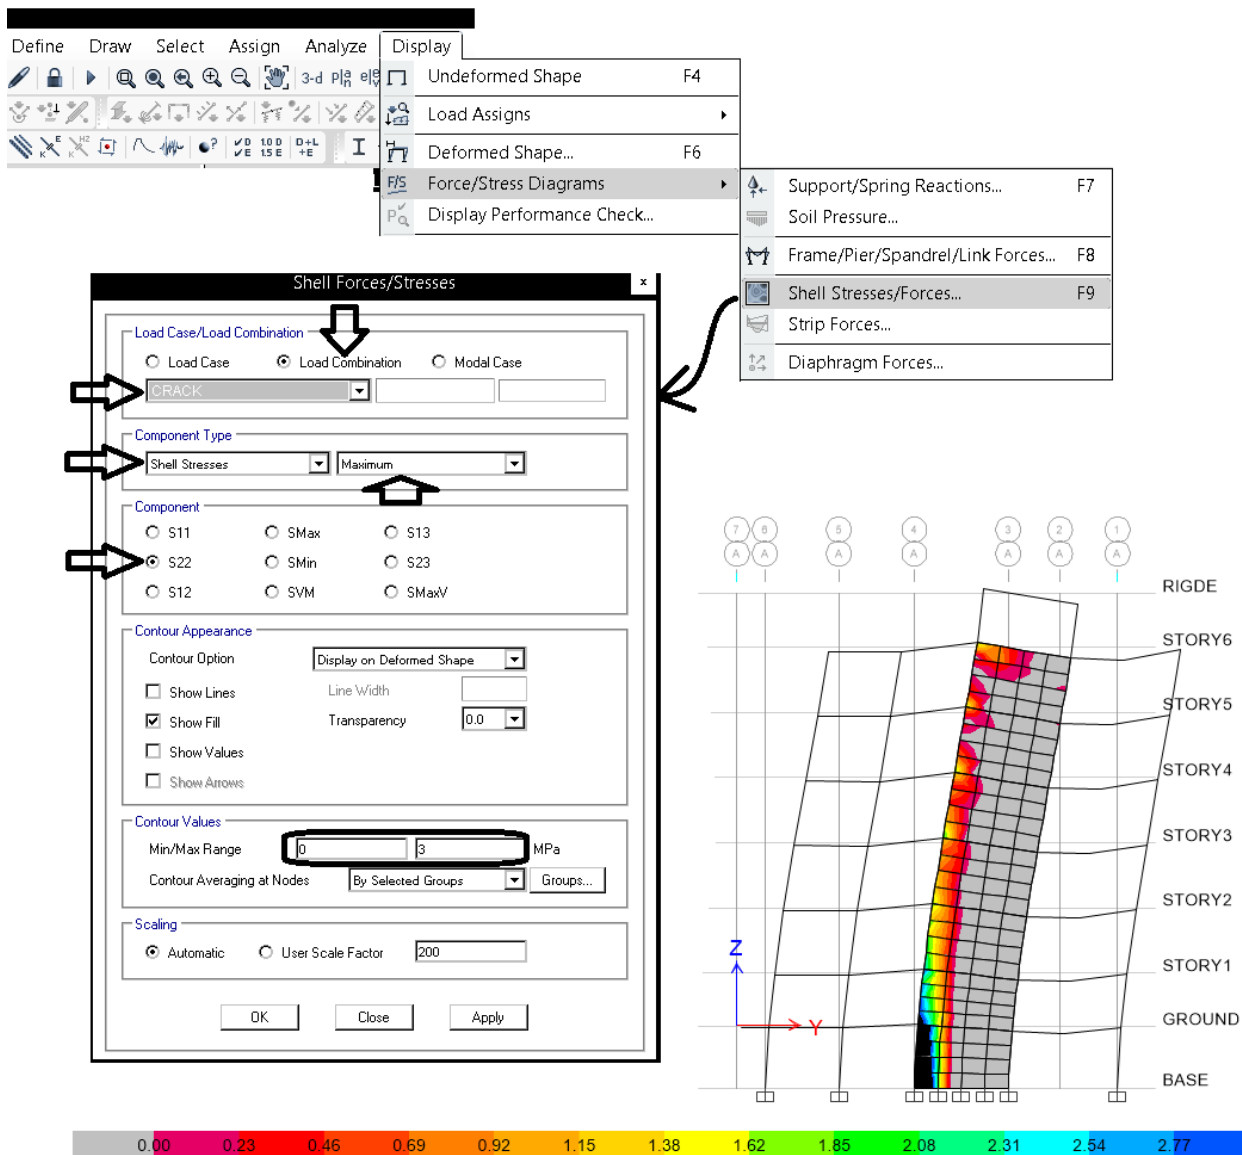 Define Draw Select Assign Analyze Display
3-d
Undeformed Shape F4
Load Assigns
Deformed Shape... F6
F/S Force/Stress Diagrams
Display Performance Check...
Support/Spring Reactions... F7
Soil Pressure...
Frame/Pier/Spandrel/Link Forces... F8
Shell Stresses/Forces... F9
Strip Forces...
Diaphragm Forces...
Shell Forces/Stresses x
Load Case/Load Combination
Load Case Load Combination Modal Case
CRACK
Component Type
Shell Stresses Maximum
Component
S11 SMax S13
S22 SMin S23
S12 SVM SMaxV
Contour Appearance
Contour Option Display on Deformed Shape
Show Lines Line Width
Show Fill Transparency 0.0
Show Values
Show Arrows
Contour Values
Min/Max Range 0 3 MPa
Contour Averaging at Nodes By Selected Groups Groups...
Scaling
Automatic User Scale Factor 200
OK Close Apply
7 6 5 4 3 2 1
A A A A A A A
RIGDE
STORY6
STORY5
STORY4
STORY3
STORY2
STORY1
GROUND
BASE
Z
Y
0.00 0.23 0.46 0.69 0.92 1.15 1.38 1.62 1.85 2.08 2.31 2.54 2.77